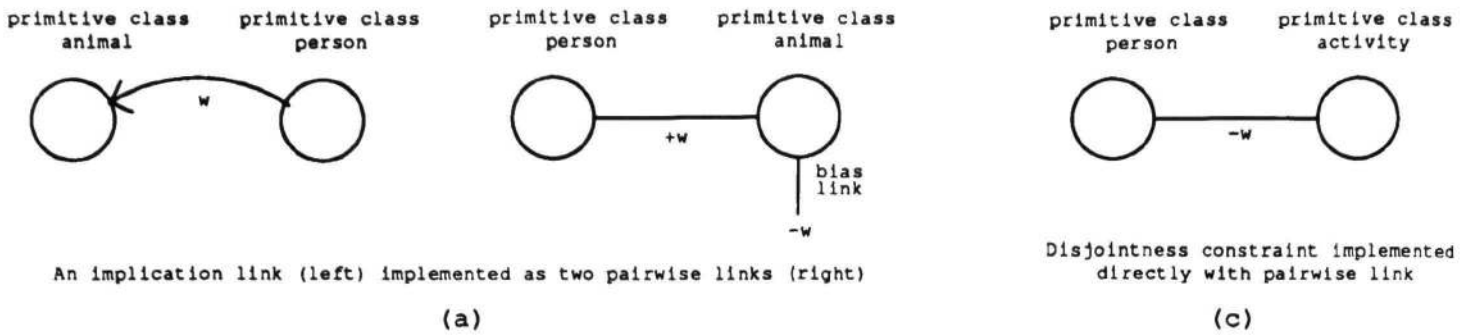 primitive class
animal
primitive class
person
w
primitive class
person
primitive class
animal
+w
bias
link
-w
An implication link (left) implemented as two pairwise links (right)
(a)
primitive class
person
primitive class
activity
-w
Disjointness constraint implemented
directly with pairwise link
(c)